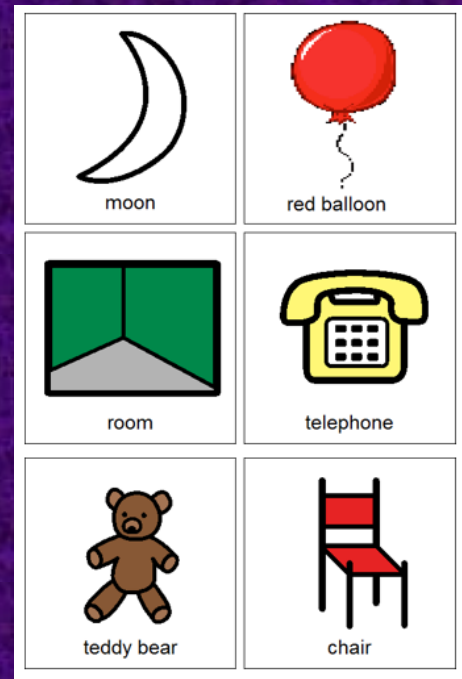 moon
red balloon
room
telephone
teddy bear
chair